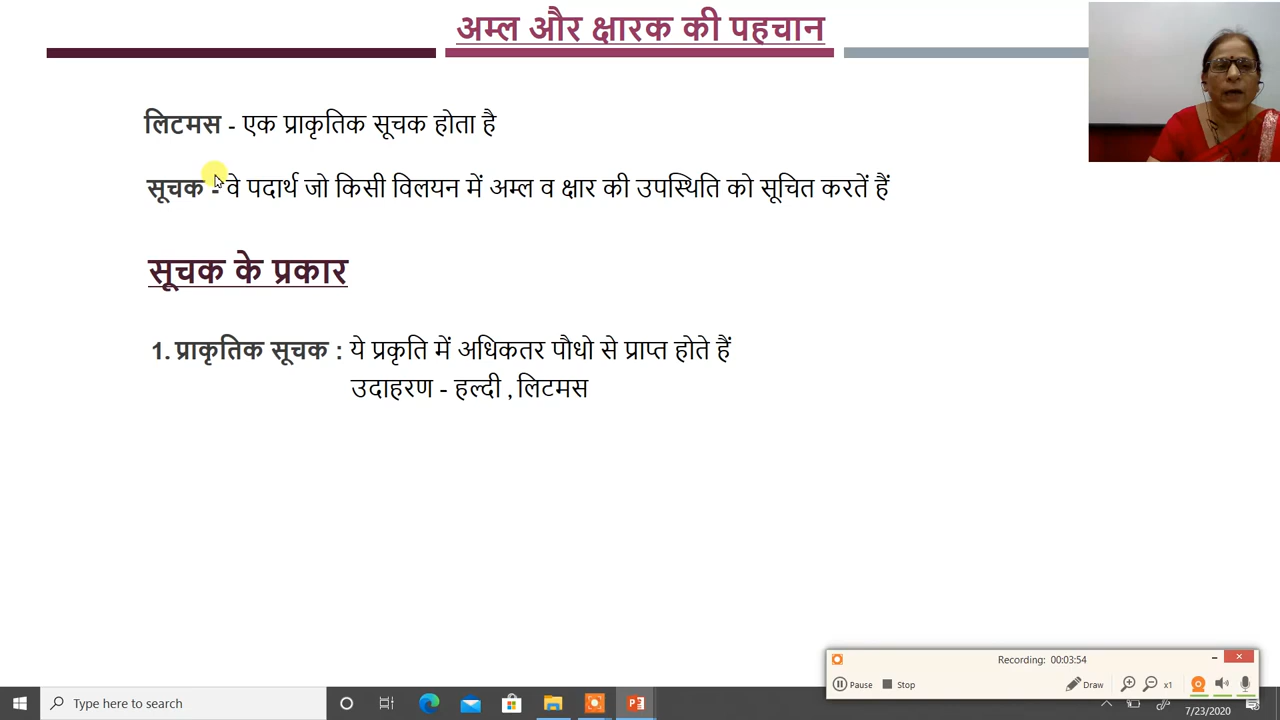 अम्ल और क्षारक की पहचान
लिटमस - एक प्राकृतिक सूचक होता है
सूचक - वे पदार्थ जो किसी विलयन में अम्ल व क्षार की उपस्थिति को सूचित करतें हैं
सूचक के प्रकार
1. प्राकृतिक सूचक : ये प्रकृति में अधिकतर पौधो से प्राप्त होते हैं
उदाहरण - हल्दी , लिटमस
Recording: 00:03:54
Pause Stop Draw x1
Type here to search
7/23/2020